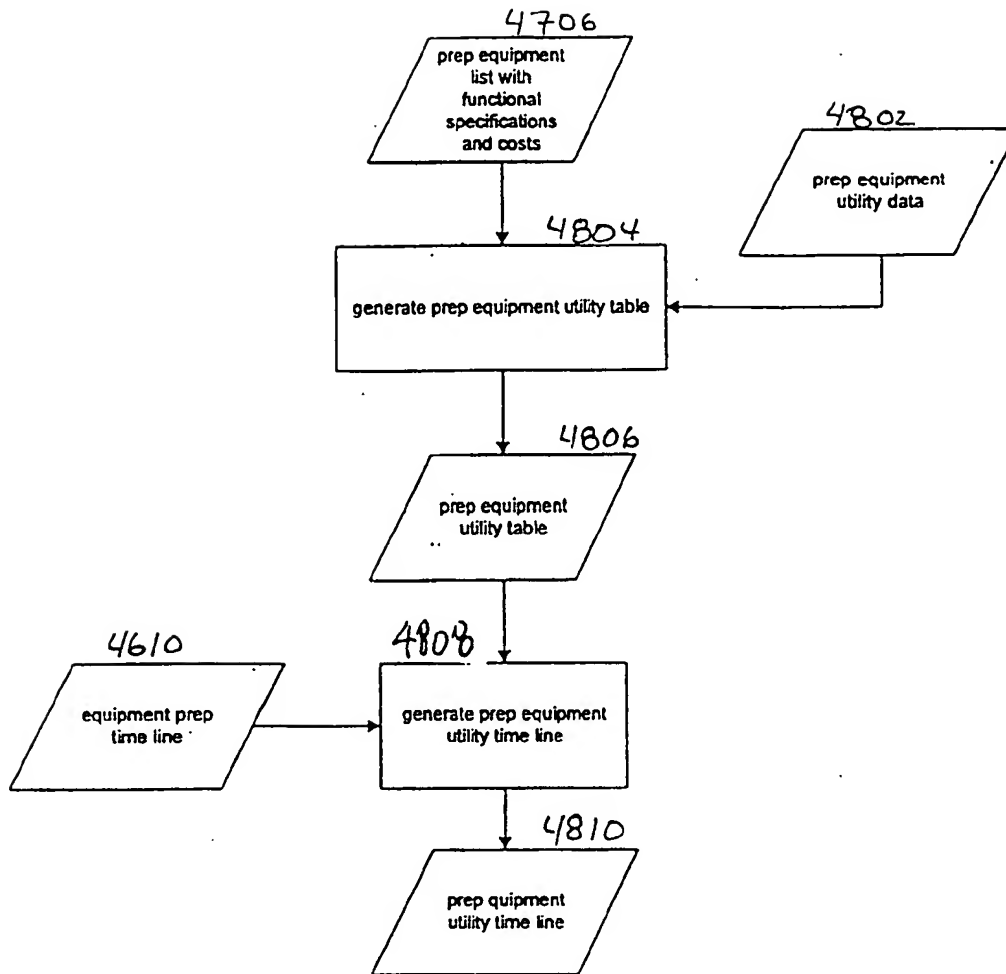 4706
prep equipment
list with
functional
specifications
and costs
4802
prep equipment
utility data
4804
generate prep equipment utility table
4806
prep equipment
utility table
4610
equipment prep
time line
4808
generate prep equipment
utility time line
4810
prep quipment
utility time line